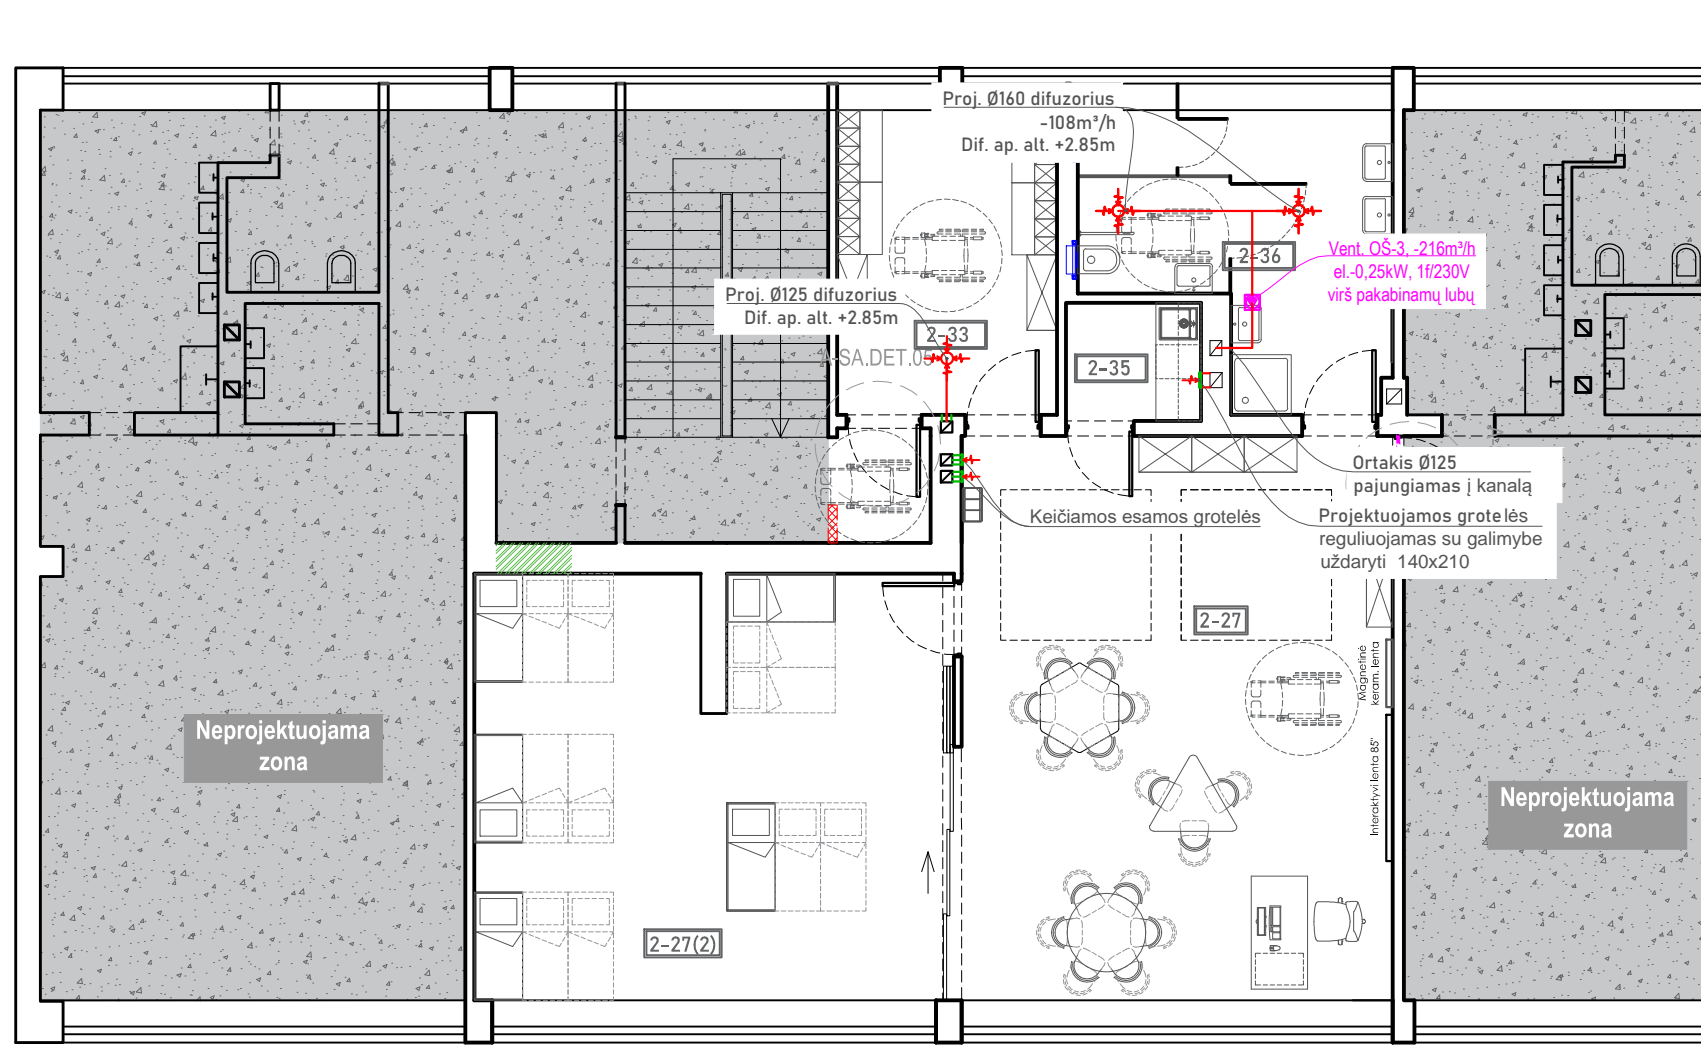 Proj. Ø160 difuzorius
-108m³/h
Dif. ap. alt. +2.85m
2-36
Vent. OŠ-3, -216m³/h
el.-0,25kW, 1f/230V
virš pakabinamų lubų
Proj. Ø125 difuzorius
Dif. ap. alt. +2.85m
2-33
A-SA.DET.05
2-35
Ortakis Ø125
pajungiamas į kanalą
Keičiamos esamos grotelės
Projektuojamos grotelės
reguliuojamas su galimybe
uždaryti 140x210
2-27
Magnetinė
keram. lenta
Interaktyvi lenta 85"
Neprojektuojama
zona
Neprojektuojama
zona
2-27(2)